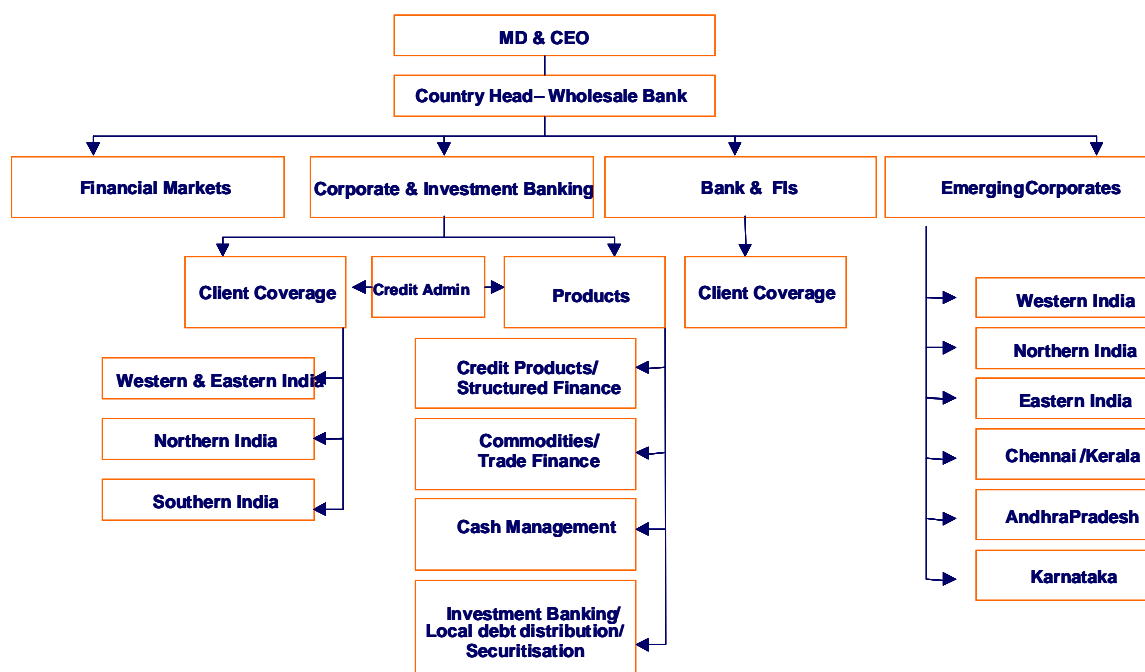 MD & CEO
Country Head– Wholesale Bank
Financial Markets
Corporate & Investment Banking
Bank & FIs
EmergingCorporates
Client Coverage
Credit Admin
Products
Client Coverage
Western & Eastern India
Northern India
Southern India
Credit Products/
Structured Finance
Commodities/
Trade Finance
Cash Management
Investment Banking/
Local debt distribution/
Securitisation
Western India
Northern India
Eastern India
Chennai /Kerala
AndhraPradesh
Karnataka